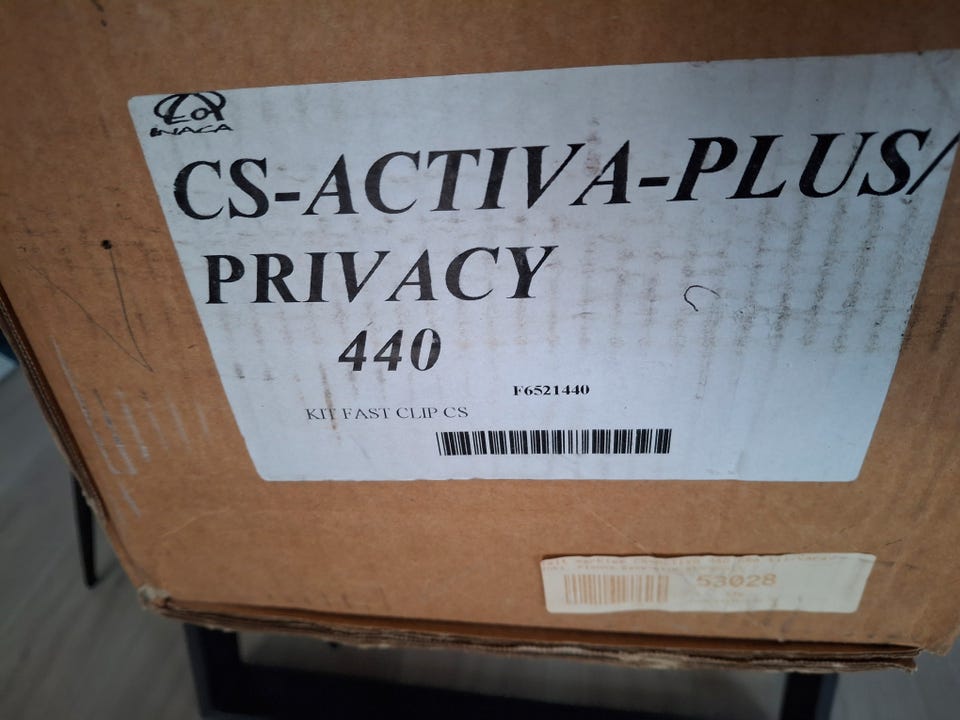 INACA
CS-ACTIVA-PLUS/
PRIVACY
440
F6521440
KIT FAST CLIP CS
53028